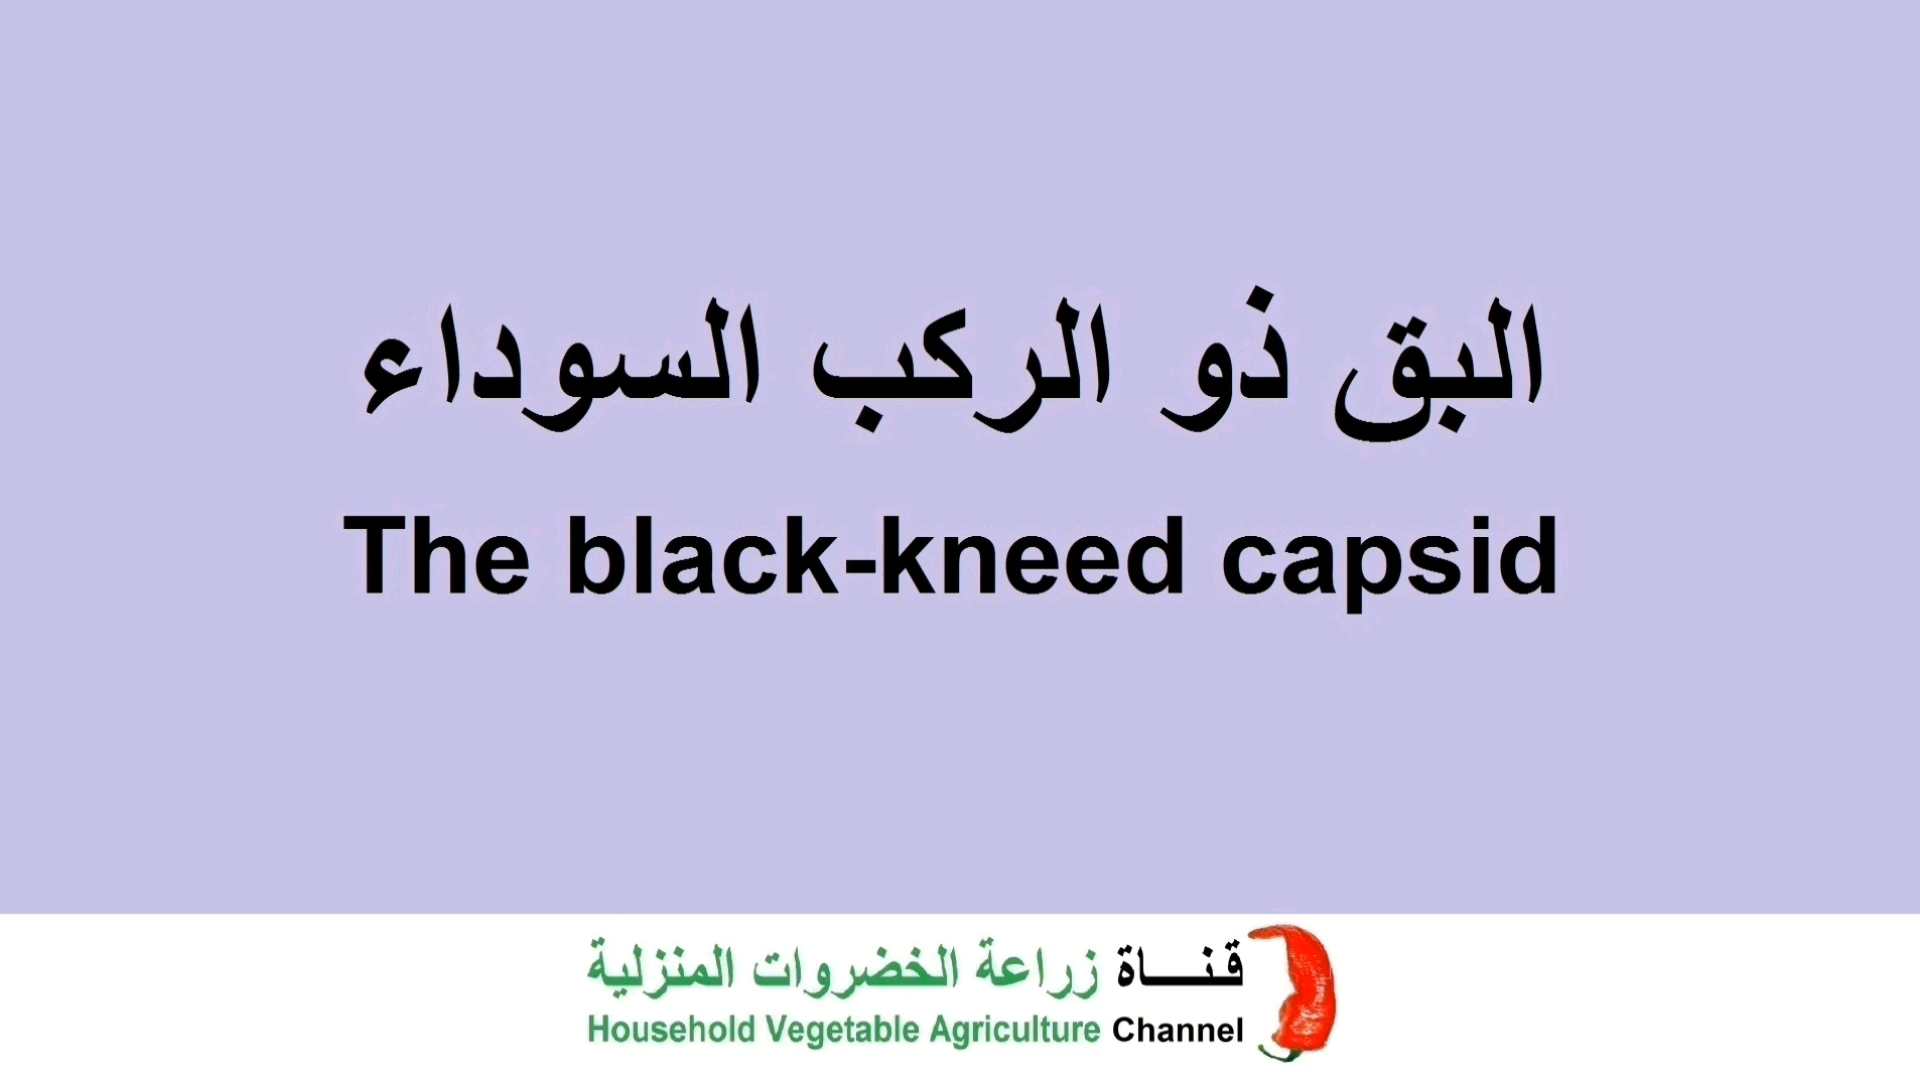 البق ذو الركب السوداء
The black-kneed capsid
قنـــاة زراعة الخضروات المنزلية
Household Vegetable Agriculture Channel